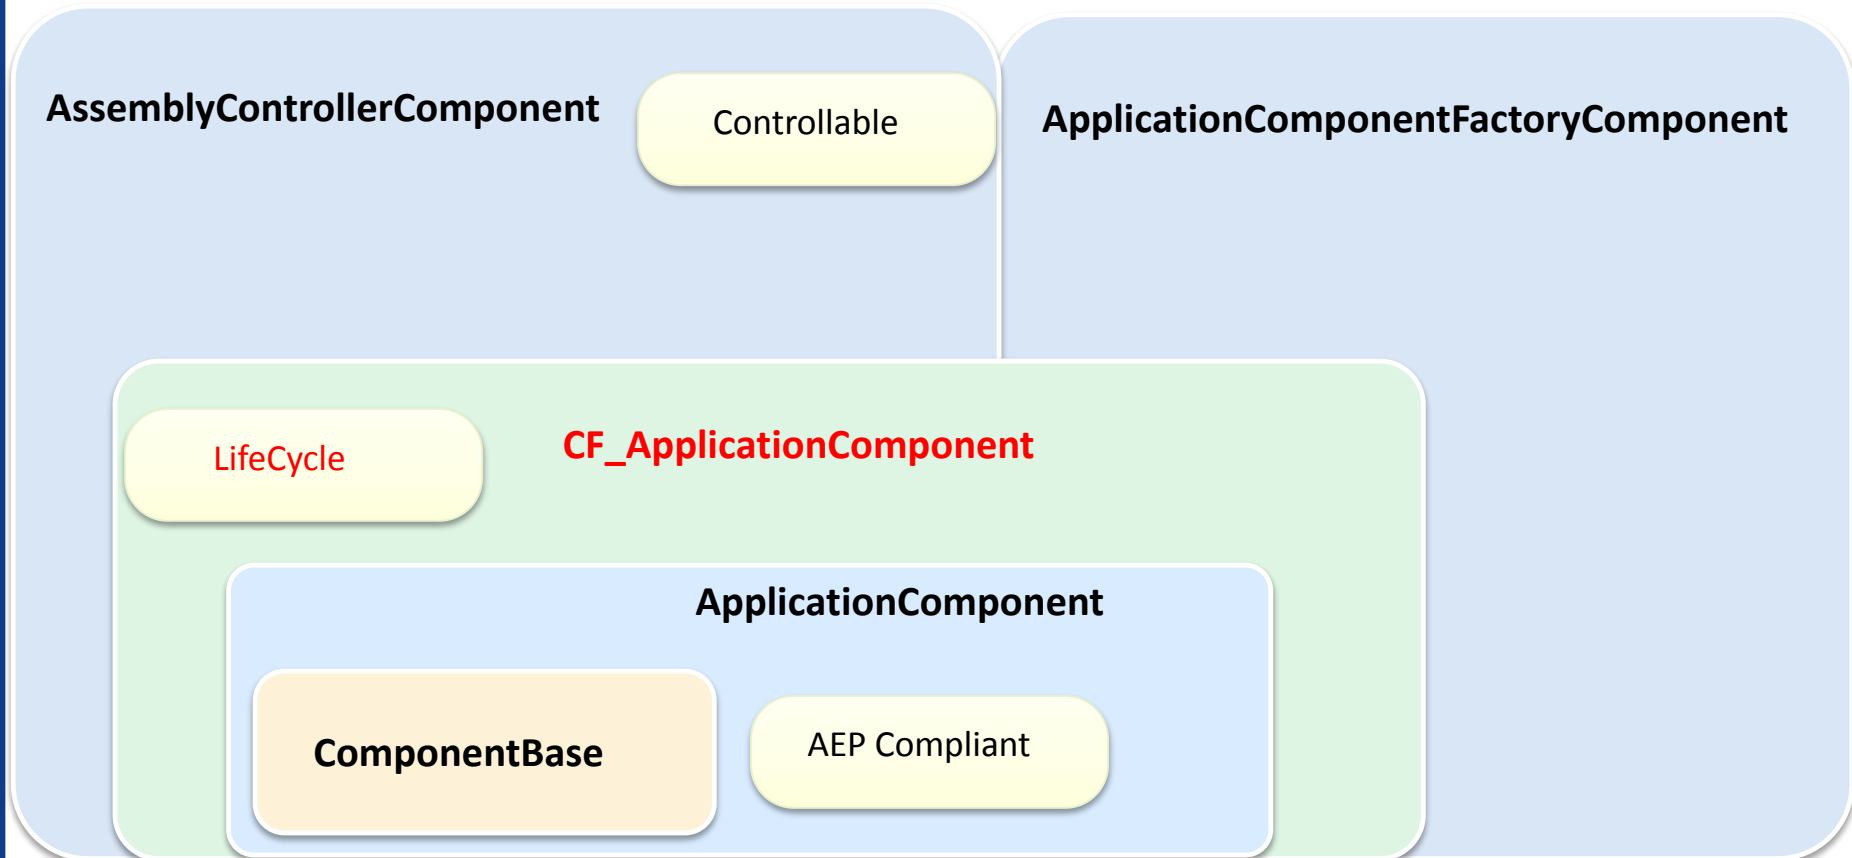 AssemblyControllerComponent
Controllable
ApplicationComponentFactoryComponent
LifeCycle
CF_ApplicationComponent
ApplicationComponent
ComponentBase
AEP Compliant